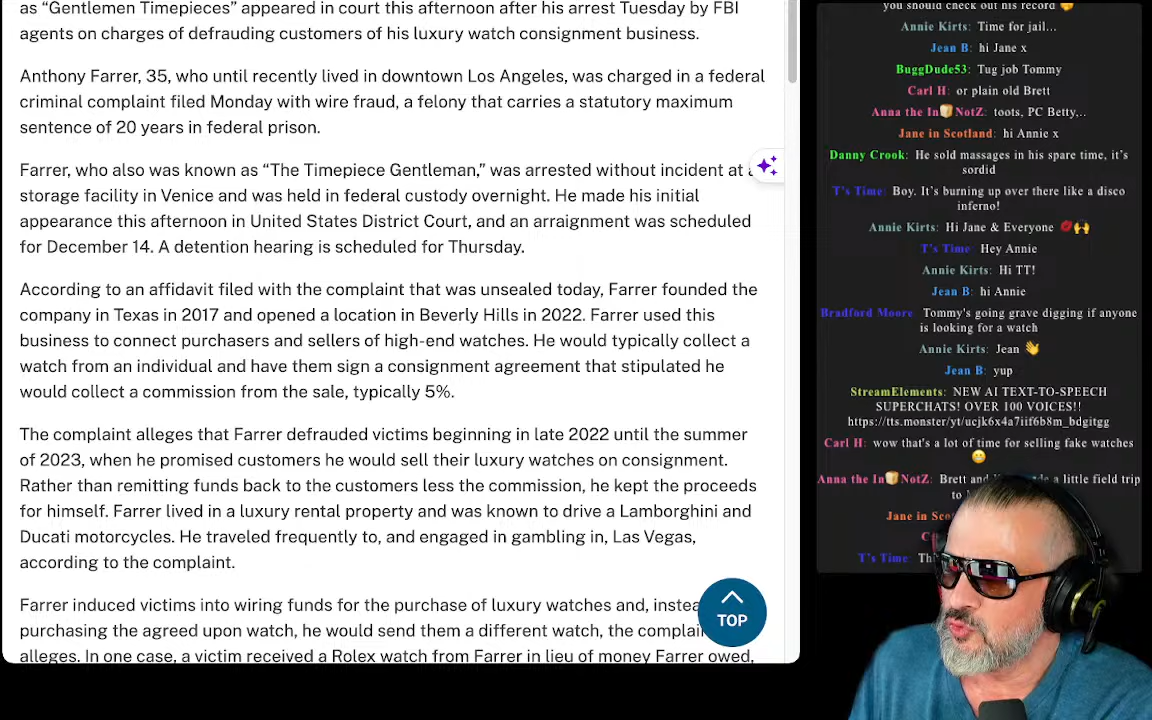 as “Gentlemen Timepieces” appeared in court this afternoon after his arrest Tuesday by FBI
agents on charges of defrauding customers of his luxury watch consignment business.
Anthony Farrer, 35, who until recently lived in downtown Los Angeles, was charged in a federal
criminal complaint filed Monday with wire fraud, a felony that carries a statutory maximum
sentence of 20 years in federal prison.
Farrer, who also was known as “The Timepiece Gentleman,” was arrested without incident at
storage facility in Venice and was held in federal custody overnight. He made his initial
appearance this afternoon in United States District Court, and an arraignment was scheduled
for December 14. A detention hearing is scheduled for Thursday.
According to an affidavit filed with the complaint that was unsealed today, Farrer founded the
company in Texas in 2017 and opened a location in Beverly Hills in 2022. Farrer used this
business to connect purchasers and sellers of high-end watches. He would typically collect a
watch from an individual and have them sign a consignment agreement that stipulated he
would collect a commission from the sale, typically 5%.
The complaint alleges that Farrer defrauded victims beginning in late 2022 until the summer
of 2023, when he promised customers he would sell their luxury watches on consignment.
Rather than remitting funds back to the customers less the commission, he kept the proceeds
for himself. Farrer lived in a luxury rental property and was known to drive a Lamborghini and
Ducati motorcycles. He traveled frequently to, and engaged in gambling in, Las Vegas,
according to the complaint.
Farrer induced victims into wiring funds for the purchase of luxury watches and,
purchasing the agreed upon watch, he would send them a different watch, the
alleges. In one case, a victim received a Rolex watch from Farrer in lieu of money Farrer owed,
TOP
you should check out his record
Annie Kirts: Time for jail...
Jean B: hi Jane x
BuggDude53: Tug job Tommy
Carl H: or plain old Brett
Anna the In🍞NotZ: toots, PC Betty,..
Jane in Scotland: hi Annie x
Danny Crook: He sold massages in his spare time, it’s
sordid
T’s Time: Boy. It’s burning up over there like a disco
inferno!
Annie Kirts: Hi Jane & Everyone 💋🙌
T’s Time: Hey Annie
Annie Kirts: Hi TT!
Jean B: hi Annie
Bradford Moore: Tommy's going grave digging if anyone
is looking for a watch
Annie Kirts: Jean 👋
Jean B: yup
StreamElements: NEW AI TEXT-TO-SPEECH
SUPERCHATS! OVER 100 VOICES!!
https://tts.monster/yt/ucjk6x4a7iif6b8m_bdgitgg
Carl H: wow that's a lot of time for selling fake watches
😬
Anna the In🍞NotZ: Brett and a little field trip
Jane in
T’s Time: